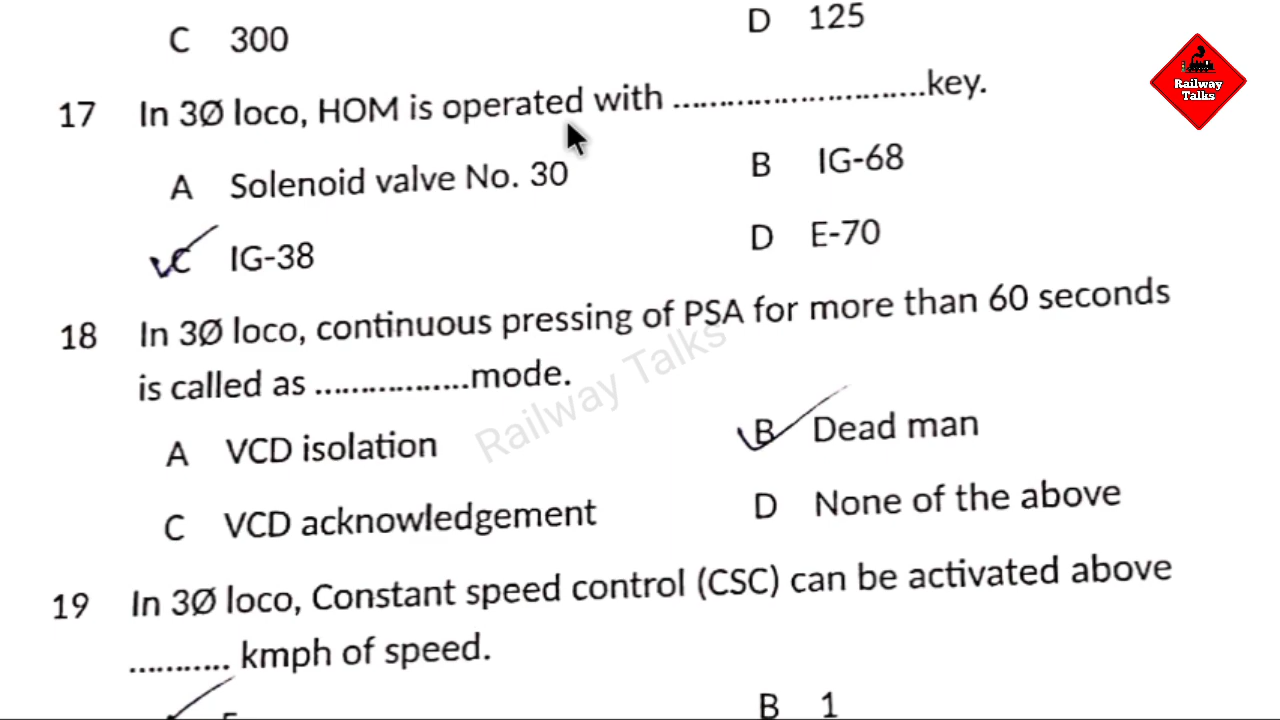 C 300 D 125
Railway
Talks
17 In 3Ø loco, HOM is operated with ..............................key.
A Solenoid valve No. 30 B IG-68
C IG-38 D E-70
18 In 3Ø loco, continuous pressing of PSA for more than 60 seconds
is called as ..................mode.
A VCD isolation B Dead man
Railway Talks
C VCD acknowledgement D None of the above
19 In 3Ø loco, Constant speed control (CSC) can be activated above
........... kmph of speed.
B 1